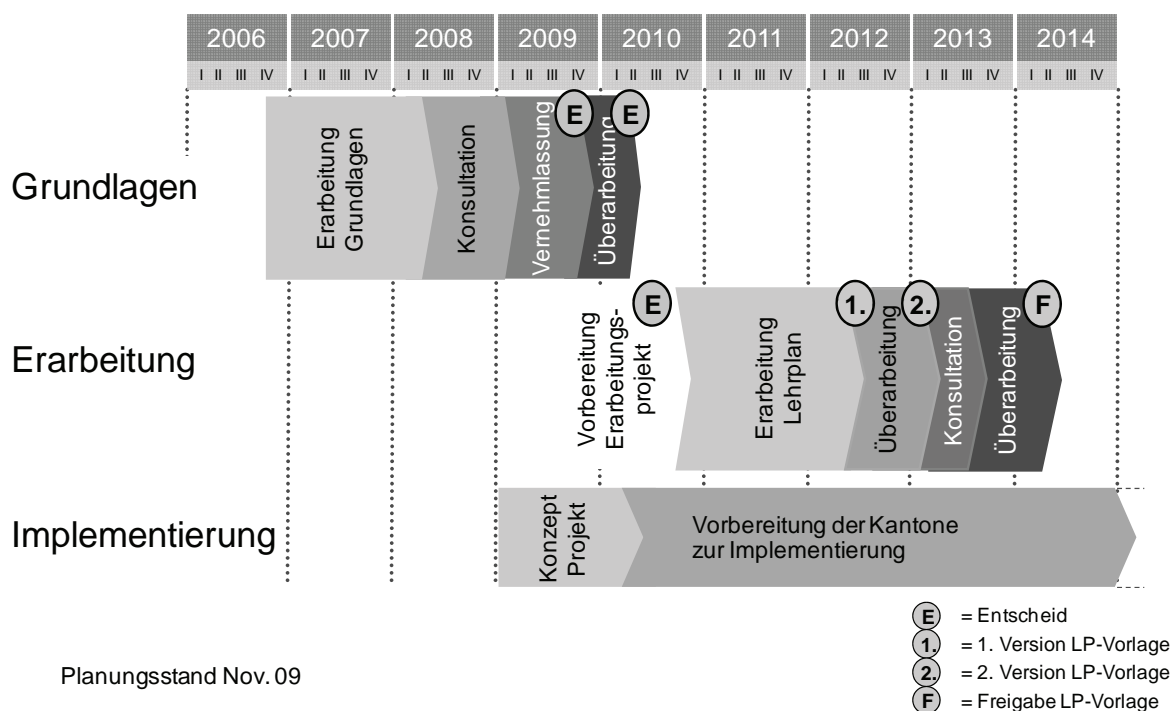 2006 2007 2008 2009 2010 2011 2012 2013 2014
I II III IV I II III IV I II III IV I II III IV I II III IV I II III IV I II III IV I II III IV I II III IV
Grundlagen
Erarbeitung
Grundlagen
Konsultation
Vernehmlassung
E
Überarbeitung
E
Erarbeitung
Vorbereitung
Erarbeitungs-
projekt
E
Erarbeitung
Lehrplan
1.
Überarbeitung
2.
Konsultation
Überarbeitung
F
Implementierung
Konzept
Projekt
Vorbereitung der Kantone
zur Implementierung
E = Entscheid
1. = 1. Version LP-Vorlage
2. = 2. Version LP-Vorlage
F = Freigabe LP-Vorlage
Planungsstand Nov. 09